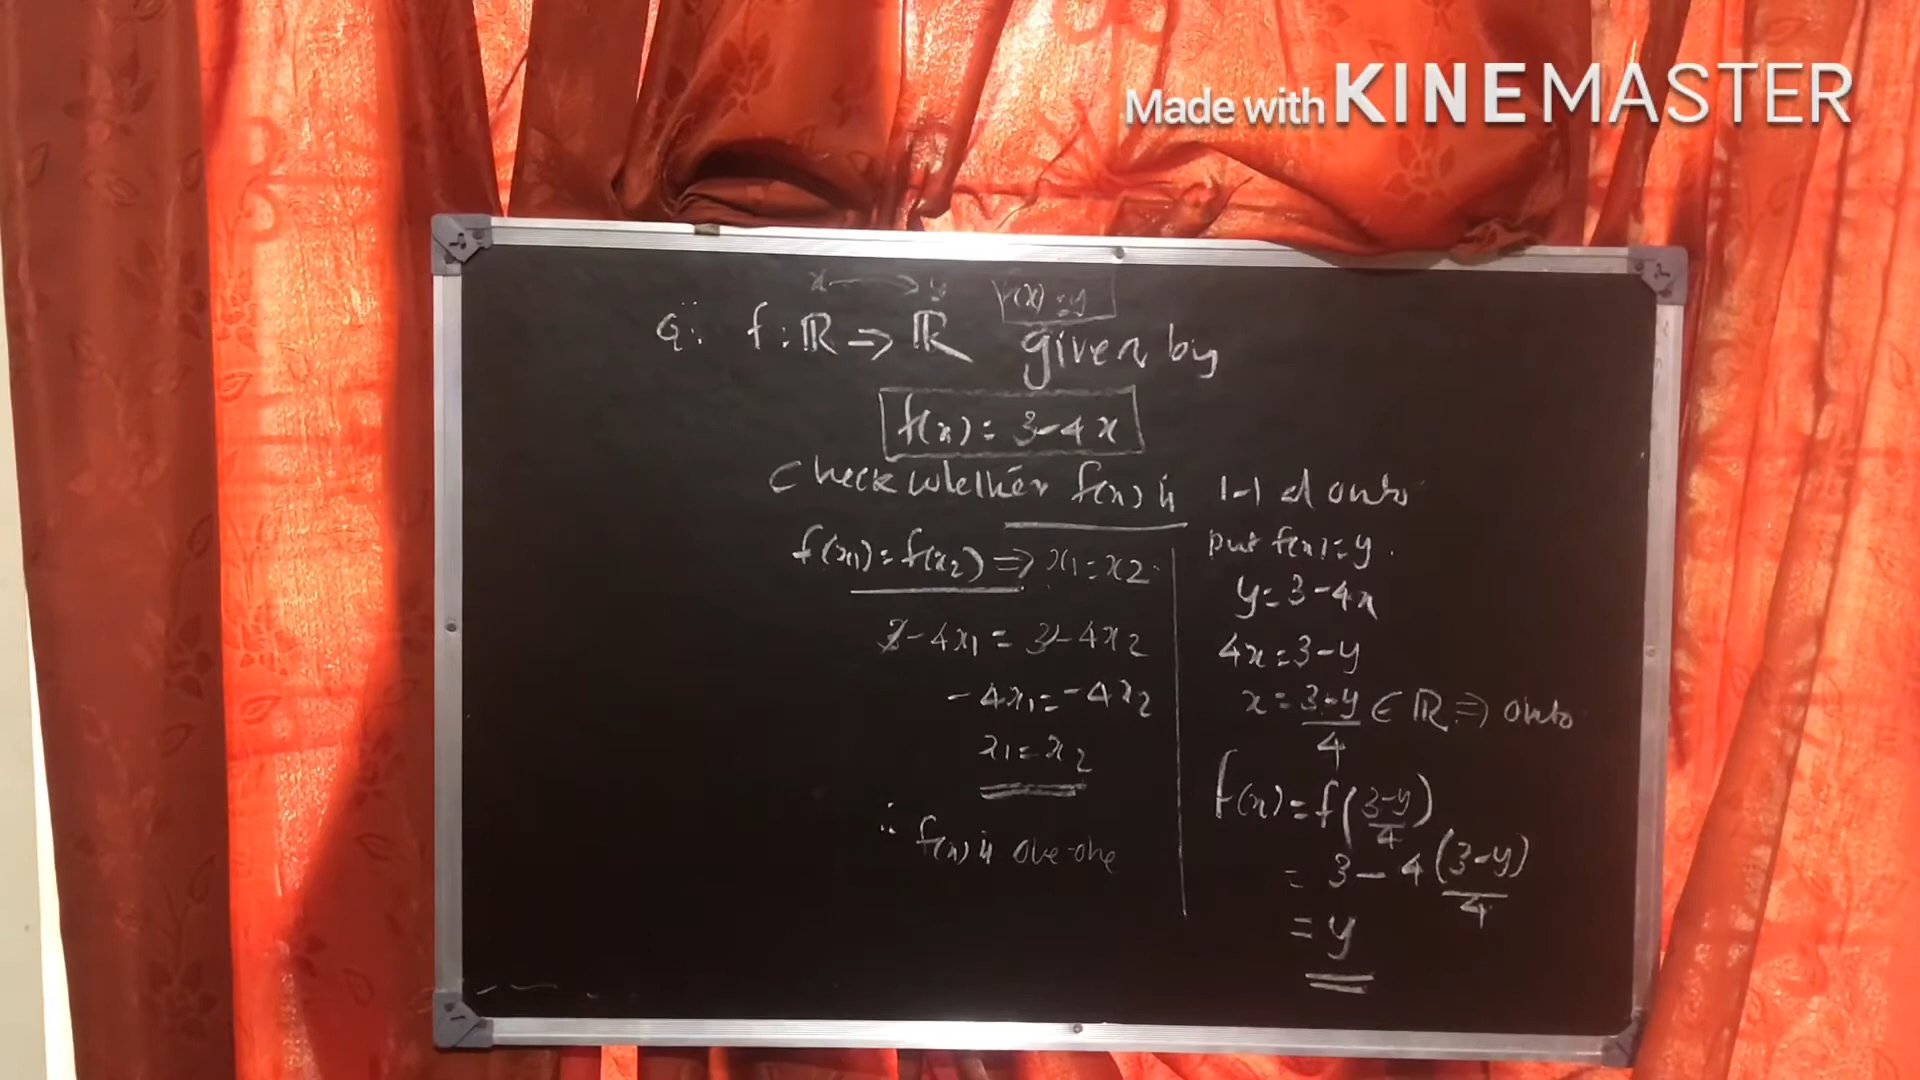 Made with KINEMASTER
x → y f(x) = y
Q: f : ℝ ⇒ ℝ given by
f(x) = 3-4x
Check whether f(x) is 1-1 & onto
f(x1) = f(x2) ⇒ x1 = x2
3-4x1 = 3-4x2
-4x1 = -4x2
x1 = x2
∴ f(x) is one-one
put f(x) = y.
y = 3-4x
4x = 3-y
x = (3-y)/4 ∈ ℝ ⇒ onto
f(x) = f((3-y)/4)
= 3 - 4 (3-y)/4
= y